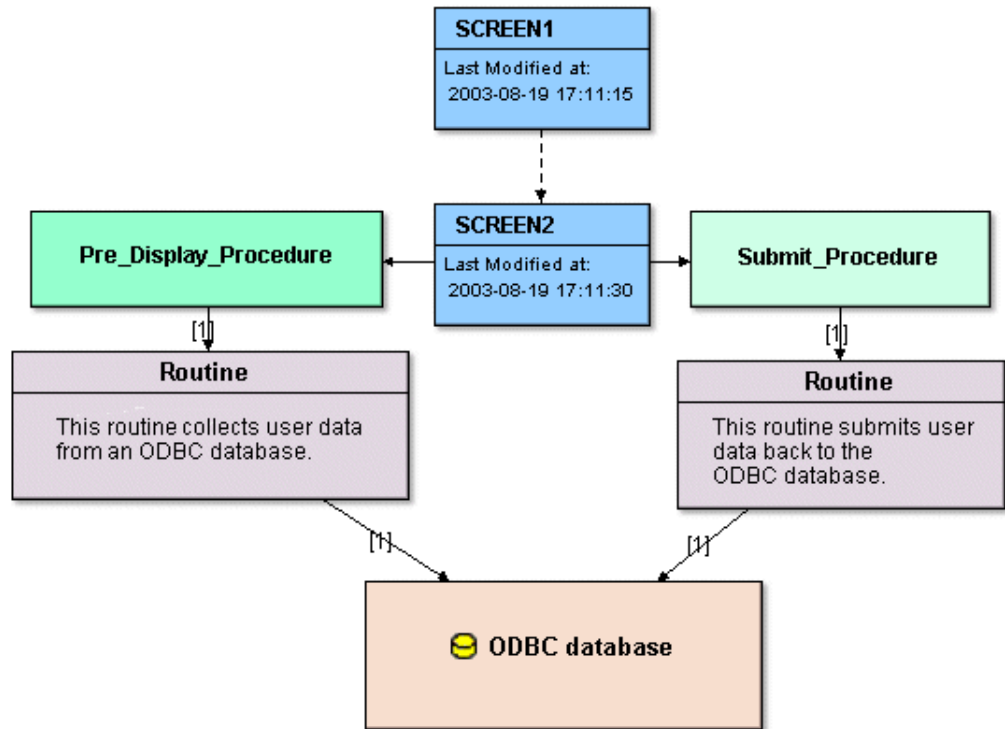 SCREEN1
Last Modified at:
2003-08-19 17:11:15
SCREEN2
Last Modified at:
2003-08-19 17:11:30
Pre_Display_Procedure
Submit_Procedure
[1]
[1]
Routine
This routine collects user data
from an ODBC database.
Routine
This routine submits user
data back to the
ODBC database.
[1]
[1]
ODBC database